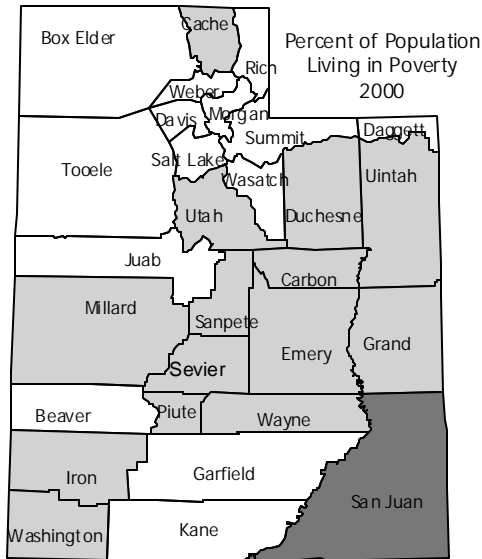 Percent of Population
Living in Poverty
2000
Box Elder
Cache
Rich
Weber
Morgan
Davis
Summit
Daggett
Salt Lake
Tooele
Wasatch
Uintah
Utah
Duchesne
Juab
Carbon
Millard
Sanpete
Emery
Grand
Sevier
Beaver
Piute
Wayne
Iron
Garfield
San Juan
Washington
Kane